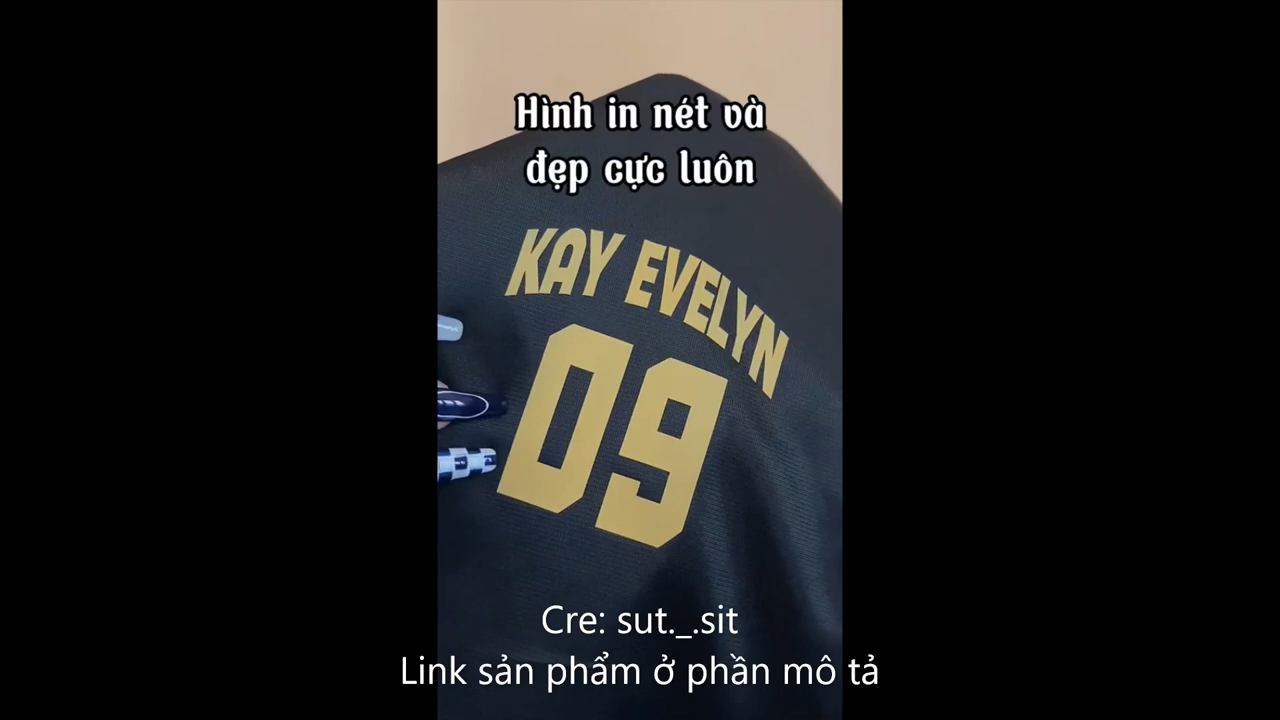 Hình in nét và
đẹp cực luôn
KAY EVELYN
09
Cre: sut._.sit
Link sản phẩm ở phần mô tả